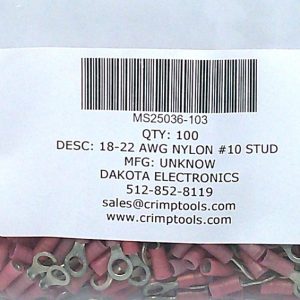 MS25036-103
QTY: 100
DESC: 18-22 AWG NYLON #10 STUD
MFG: UNKNOW
DAKOTA ELECTRONICS
512-852-8119
sales@crimptools.com
www.crimptools.com